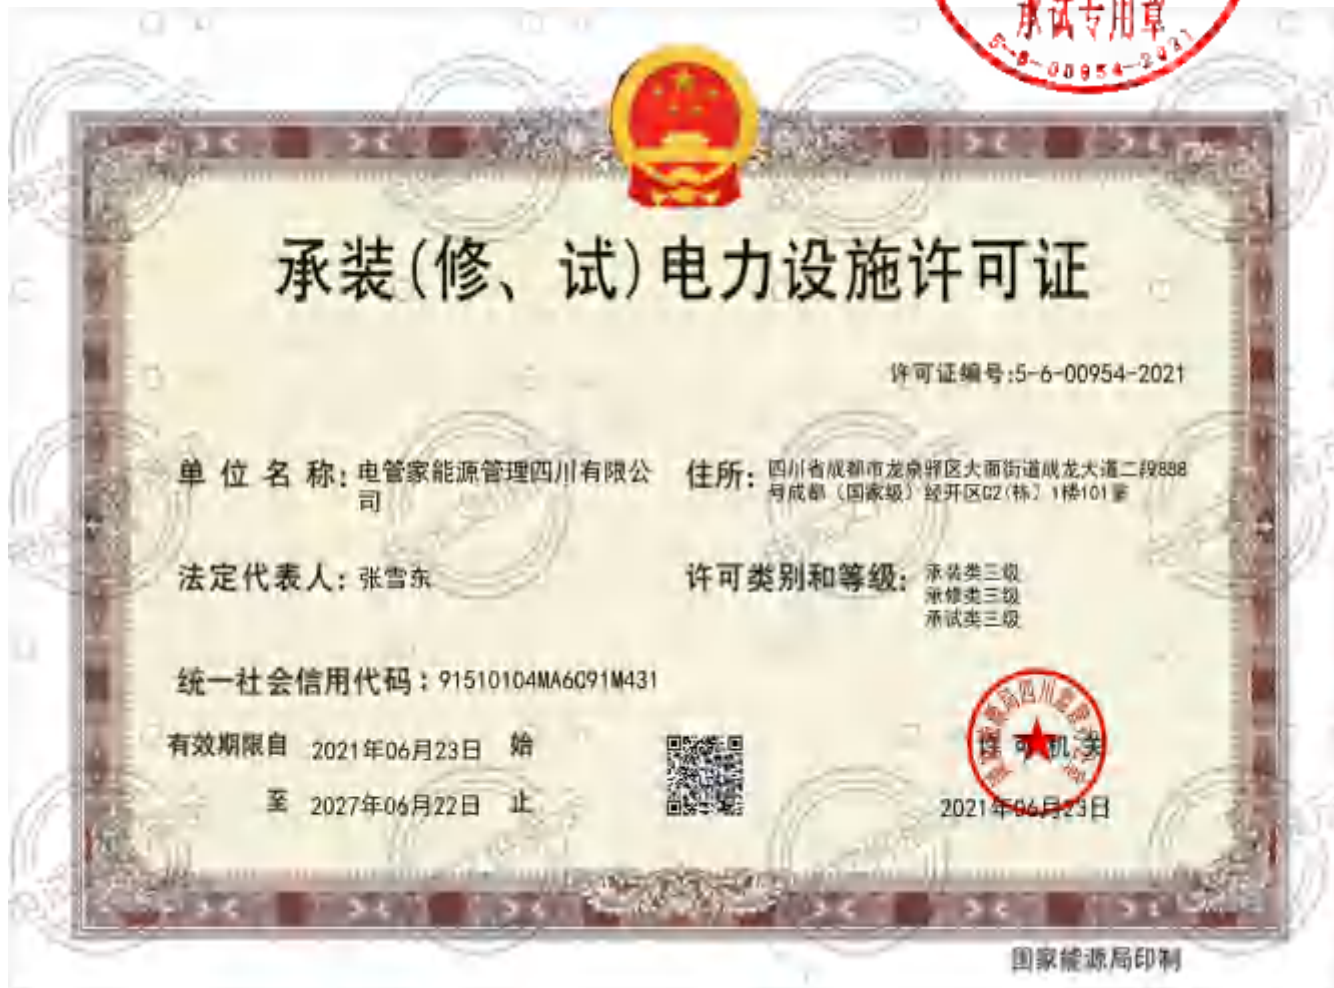 承试专用章
5-6-00954-2021
承装(修、试)电力设施许可证
许可证编号:5-6-00954-2021
单位名称: 电管家能源管理四川有限公
司
住所: 四川省成都市龙泉驿区大面街道成龙大道二段888
号成都(国家级)经开区G2(栋)1楼101室
法定代表人: 张雪东
许可类别和等级: 承装类三级
承修类三级
承试类三级
统一社会信用代码:91510104MA6C91M431
有效期限自 2021年06月23日 始
至 2027年06月22日 止
许可机关
2021年06月23日
国家能源局印制